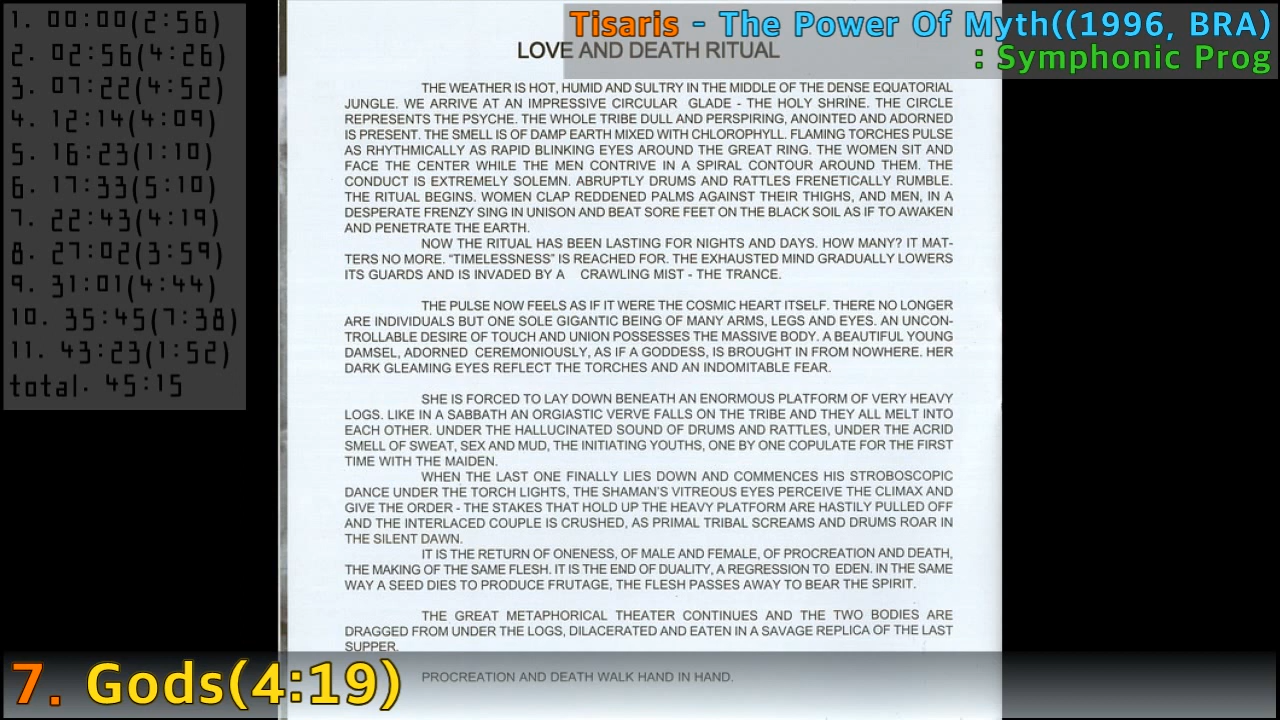 1. 00:00(2:56)
2. 02:56(4:26)
3. 07:22(4:52)
4. 12:14(4:09)
5. 16:23(1:10)
6. 17:33(5:10)
7. 22:43(4:19)
8. 27:02(3:59)
9. 31:01(4:44)
10. 35:45(7:38)
11. 43:23(1:52)
total. 45:15
Tisaris - The Power Of Myth((1996, BRA)
: Symphonic Prog
LOVE AND DEATH RITUAL
THE WEATHER IS HOT, HUMID AND SULTRY IN THE MIDDLE OF THE DENSE EQUATORIAL
JUNGLE. WE ARRIVE AT AN IMPRESSIVE CIRCULAR GLADE - THE HOLY SHRINE. THE CIRCLE
REPRESENTS THE PSYCHE. THE WHOLE TRIBE DULL AND PERSPIRING, ANOINTED AND ADORNED
IS PRESENT. THE SMELL IS OF DAMP EARTH MIXED WITH CHLOROPHYLL. FLAMING TORCHES PULSE
AS RHYTHMICALLY AS RAPID BLINKING EYES AROUND THE GREAT RING. THE WOMEN SIT AND
FACE THE CENTER WHILE THE MEN CONTRIVE IN A SPIRAL CONTOUR AROUND THEM. THE
CONDUCT IS EXTREMELY SOLEMN. ABRUPTLY DRUMS AND RATTLES FRENETICALLY RUMBLE.
THE RITUAL BEGINS. WOMEN CLAP REDDENED PALMS AGAINST THEIR THIGHS, AND MEN, IN A
DESPERATE FRENZY SING IN UNISON AND BEAT SORE FEET ON THE BLACK SOIL AS IF TO AWAKEN
AND PENETRATE THE EARTH.
NOW THE RITUAL HAS BEEN LASTING FOR NIGHTS AND DAYS. HOW MANY? IT MAT-
TERS NO MORE. "TIMELESSNESS" IS REACHED FOR. THE EXHAUSTED MIND GRADUALLY LOWERS
ITS GUARDS AND IS INVADED BY A CRAWLING MIST - THE TRANCE.
THE PULSE NOW FEELS AS IF IT WERE THE COSMIC HEART ITSELF. THERE NO LONGER
ARE INDIVIDUALS BUT ONE SOLE GIGANTIC BEING OF MANY ARMS, LEGS AND EYES. AN UNCON-
TROLLABLE DESIRE OF TOUCH AND UNION POSSESSES THE MASSIVE BODY. A BEAUTIFUL YOUNG
DAMSEL, ADORNED CEREMONIOUSLY, AS IF A GODDESS, IS BROUGHT IN FROM NOWHERE. HER
DARK GLEAMING EYES REFLECT THE TORCHES AND AN INDOMITABLE FEAR.
SHE IS FORCED TO LAY DOWN BENEATH AN ENORMOUS PLATFORM OF VERY HEAVY
LOGS. LIKE IN A SABBATH AN ORGIASTIC VERVE FALLS ON THE TRIBE AND THEY ALL MELT INTO
EACH OTHER. UNDER THE HALLUCINATED SOUND OF DRUMS AND RATTLES, UNDER THE ACRID
SMELL OF SWEAT, SEX AND MUD, THE INITIATING YOUTHS, ONE BY ONE COPULATE FOR THE FIRST
TIME WITH THE MAIDEN.
WHEN THE LAST ONE FINALLY LIES DOWN AND COMMENCES HIS STROBOSCOPIC
DANCE UNDER THE TORCH LIGHTS, THE SHAMAN'S VITREOUS EYES PERCEIVE THE CLIMAX AND
GIVE THE ORDER - THE STAKES THAT HOLD UP THE HEAVY PLATFORM ARE HASTILY PULLED OFF
AND THE INTERLACED COUPLE IS CRUSHED, AS PRIMAL TRIBAL SCREAMS AND DRUMS ROAR IN
THE SILENT DAWN.
IT IS THE RETURN OF ONENESS, OF MALE AND FEMALE, OF PROCREATION AND DEATH,
THE MAKING OF THE SAME FLESH. IT IS THE END OF DUALITY, A REGRESSION TO EDEN. IN THE SAME
WAY A SEED DIES TO PRODUCE FRUTAGE, THE FLESH PASSES AWAY TO BEAR THE SPIRIT.
THE GREAT METAPHORICAL THEATER CONTINUES AND THE TWO BODIES ARE
DRAGGED FROM UNDER THE LOGS, DILACERATED AND EATEN IN A SAVAGE REPLICA OF THE LAST
SUPPER.
PROCREATION AND DEATH WALK HAND IN HAND.
7. Gods(4:19)